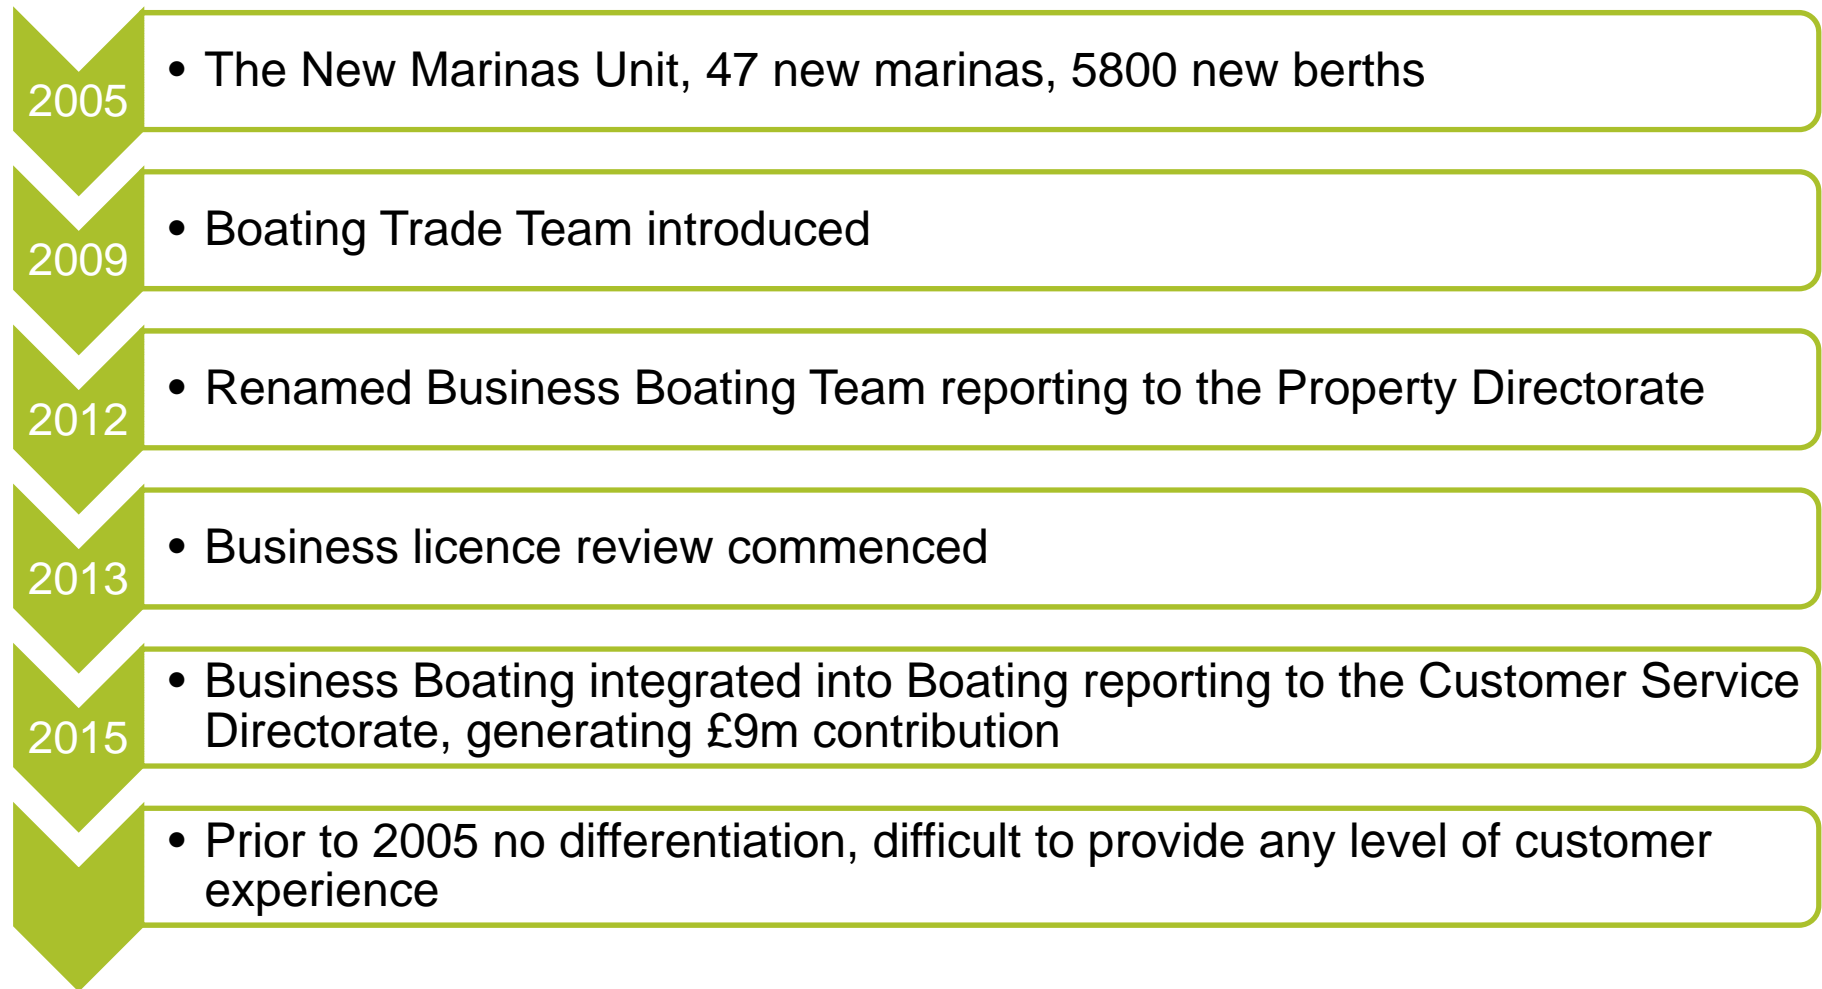 2005
• The New Marinas Unit, 47 new marinas, 5800 new berths
2009
• Boating Trade Team introduced
2012
• Renamed Business Boating Team reporting to the Property Directorate
2013
• Business licence review commenced
2015
• Business Boating integrated into Boating reporting to the Customer Service
Directorate, generating £9m contribution
• Prior to 2005 no differentiation, difficult to provide any level of customer
experience